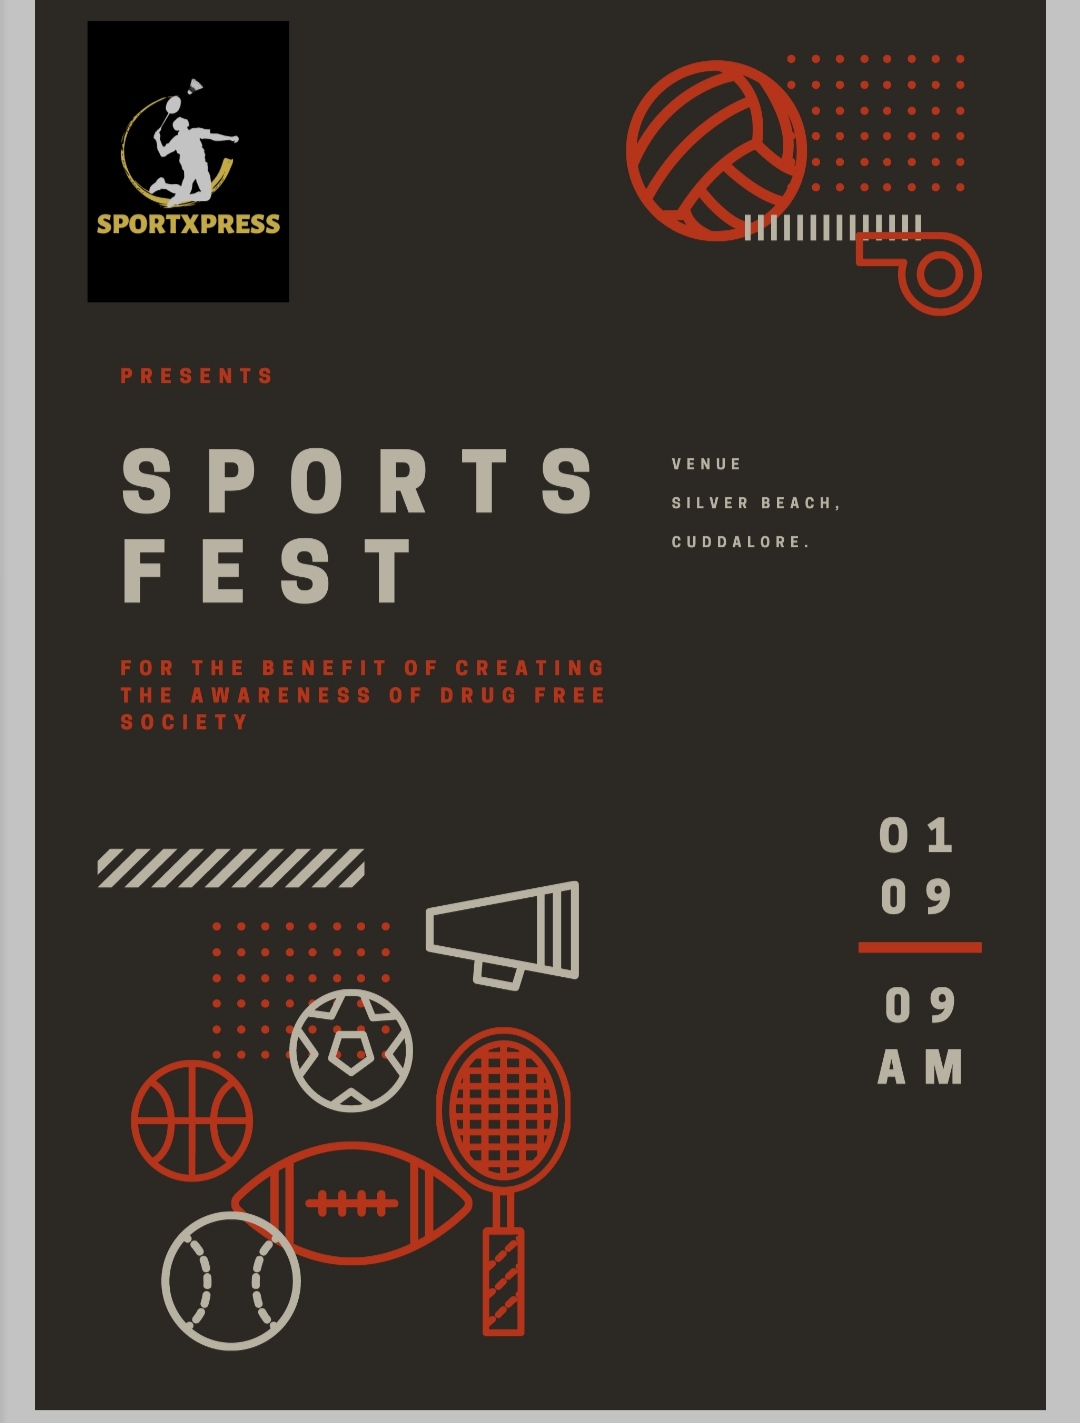 SPORTXPRESS
PRESENTS
SPORTS
FEST
VENUE
SILVER BEACH,
CUDDALORE.
FOR THE BENEFIT OF CREATING
THE AWARENESS OF DRUG FREE
SOCIETY
01
09
09
AM